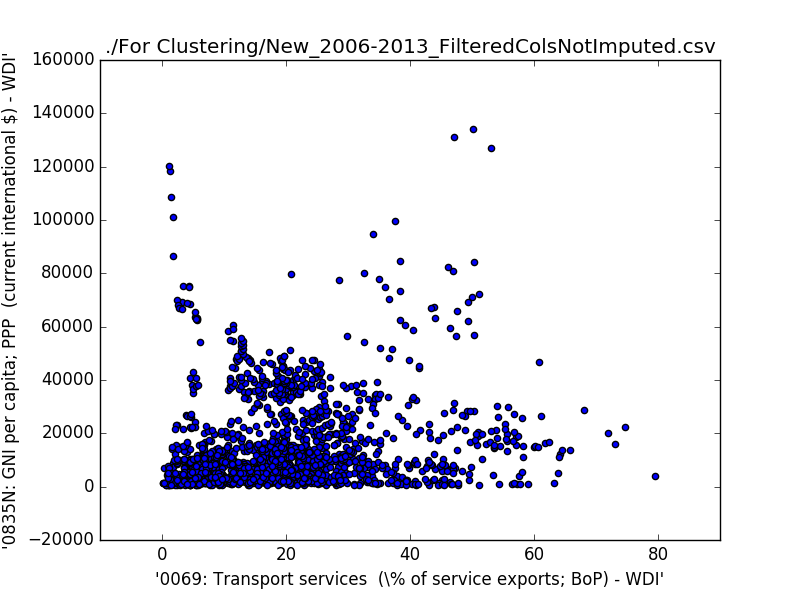 ./For Clustering/New_2006-2013_FilteredColsNotImputed.csv
160000
140000
120000
100000
80000
60000
40000
20000
0
−20000
'0835N: GNI per capita; PPP  (current international $) - WDI'
0 20 40 60 80
'0069: Transport services  (\% of service exports; BoP) - WDI'